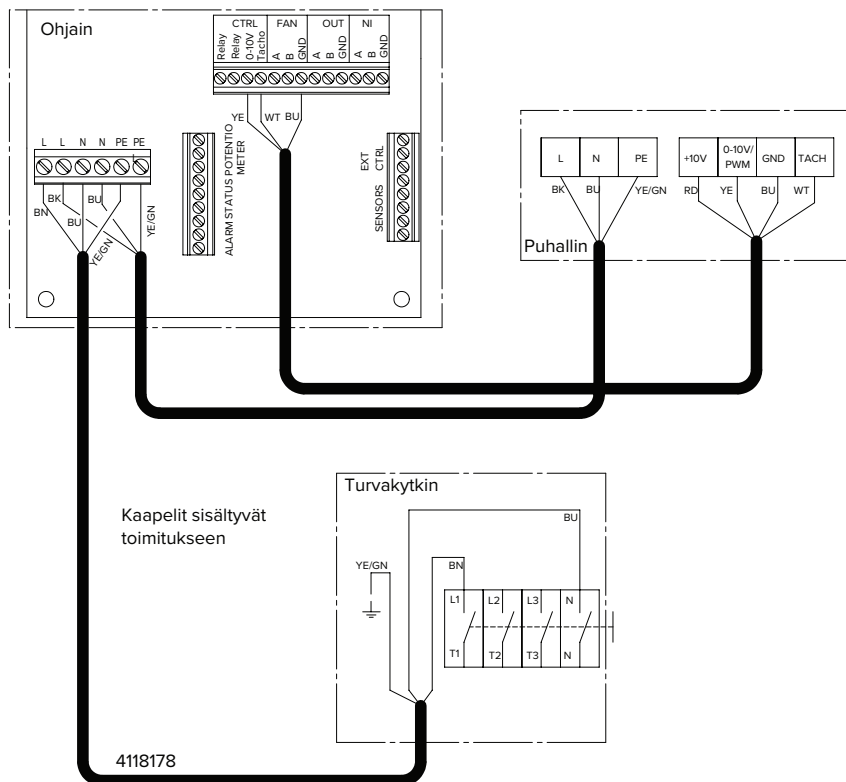 Ohjain
CTRL FAN OUT NI
Relay Relay 0-10V Tacho A B GND A B GND A B GND
YE WT BU
L L N N PE PE
BN BK BU BU YE/GN YE/GN
ALARM STATUS POTENTIO
METER
EXT
SENSORS CTRL
L N PE
+10V 0-10V/
PWM GND TACH
BK BU YE/GN
RD YE BU WT
Puhallin
Kaapelit sisältyvät
toimitukseen
Turvakytkin
BU
YE/GN BN
L1 L2 L3 N
T1 T2 T3 N
4118178